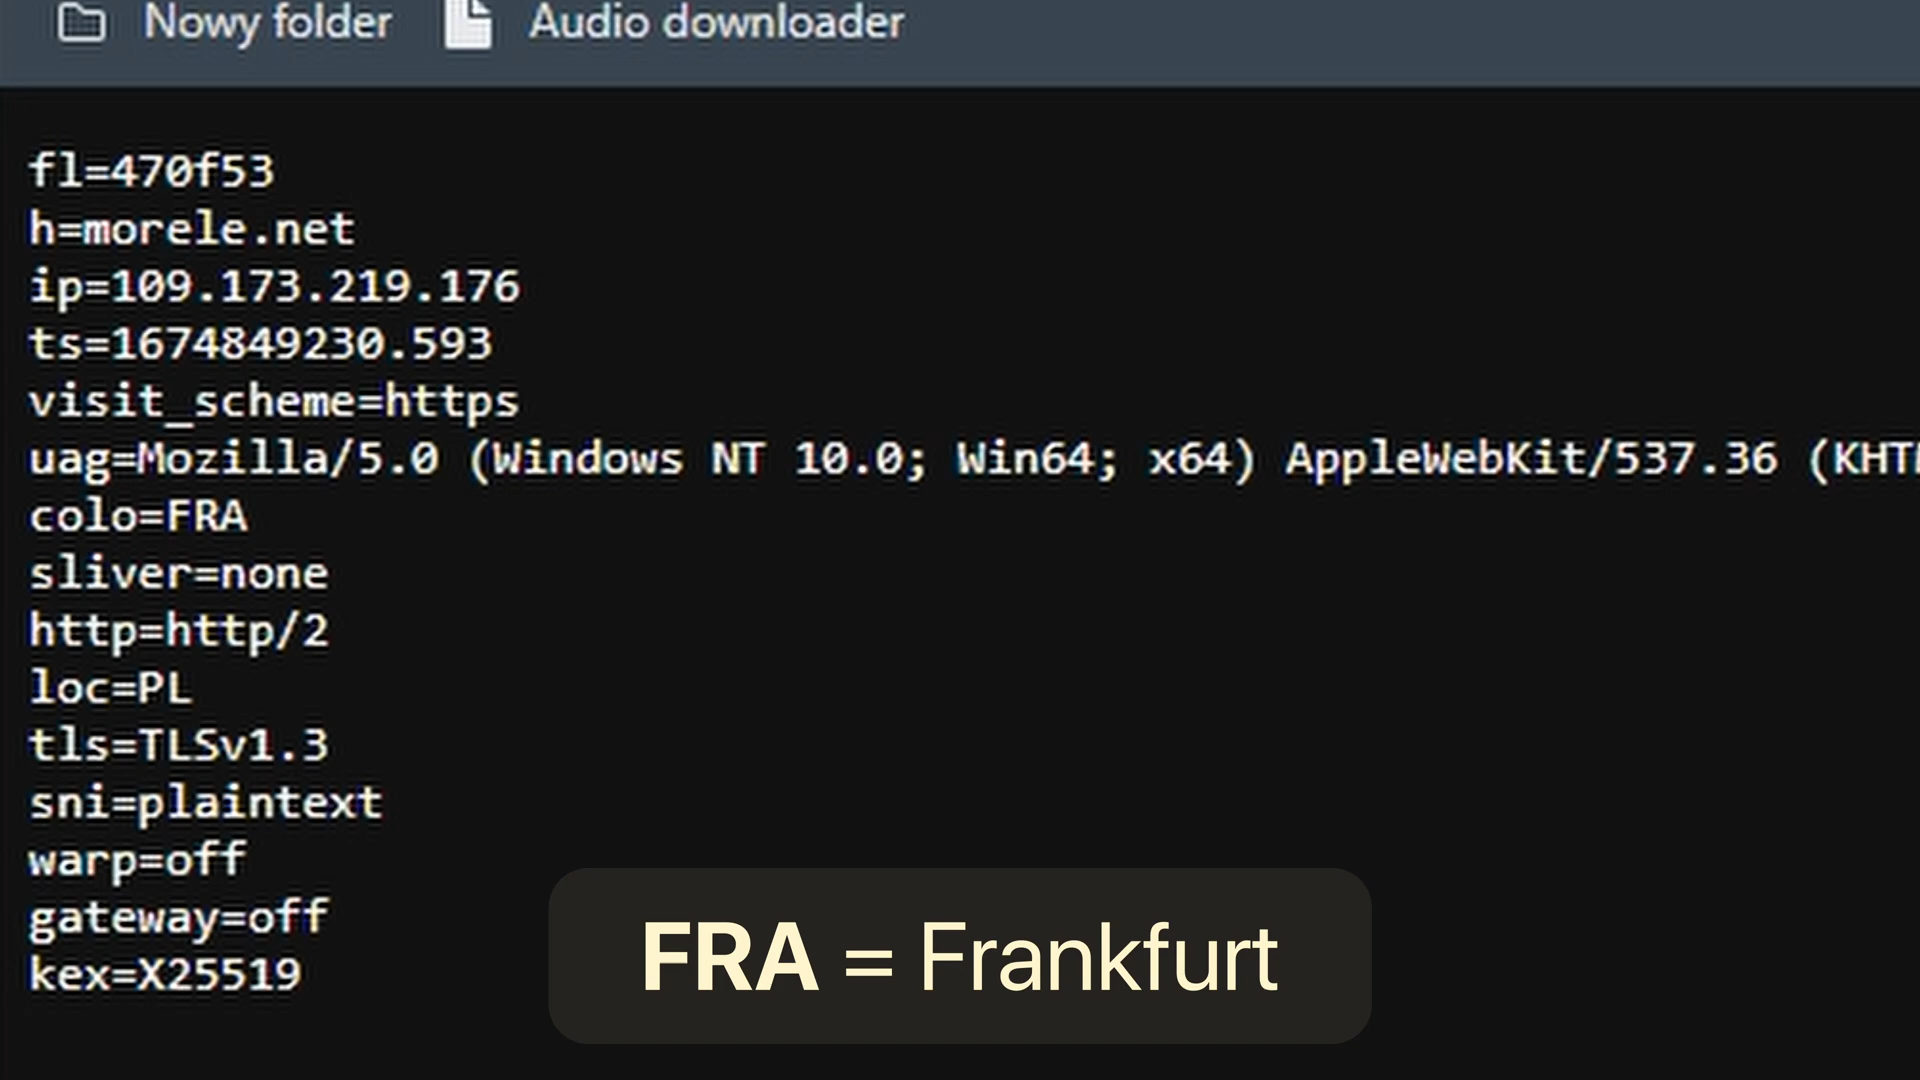 Nowy folder
Audio downloader
fl=470f53
h=morele.net
ip=109.173.219.176
ts=1674849230.593
visit_scheme=https
uag=Mozilla/5.0 (Windows NT 10.0; Win64; x64) AppleWebKit/537.36 (KHT
colo=FRA
sliver=none
http=http/2
loc=PL
tls=TLSv1.3
sni=plaintext
warp=off
gateway=off
kex=X25519
FRA = Frankfurt